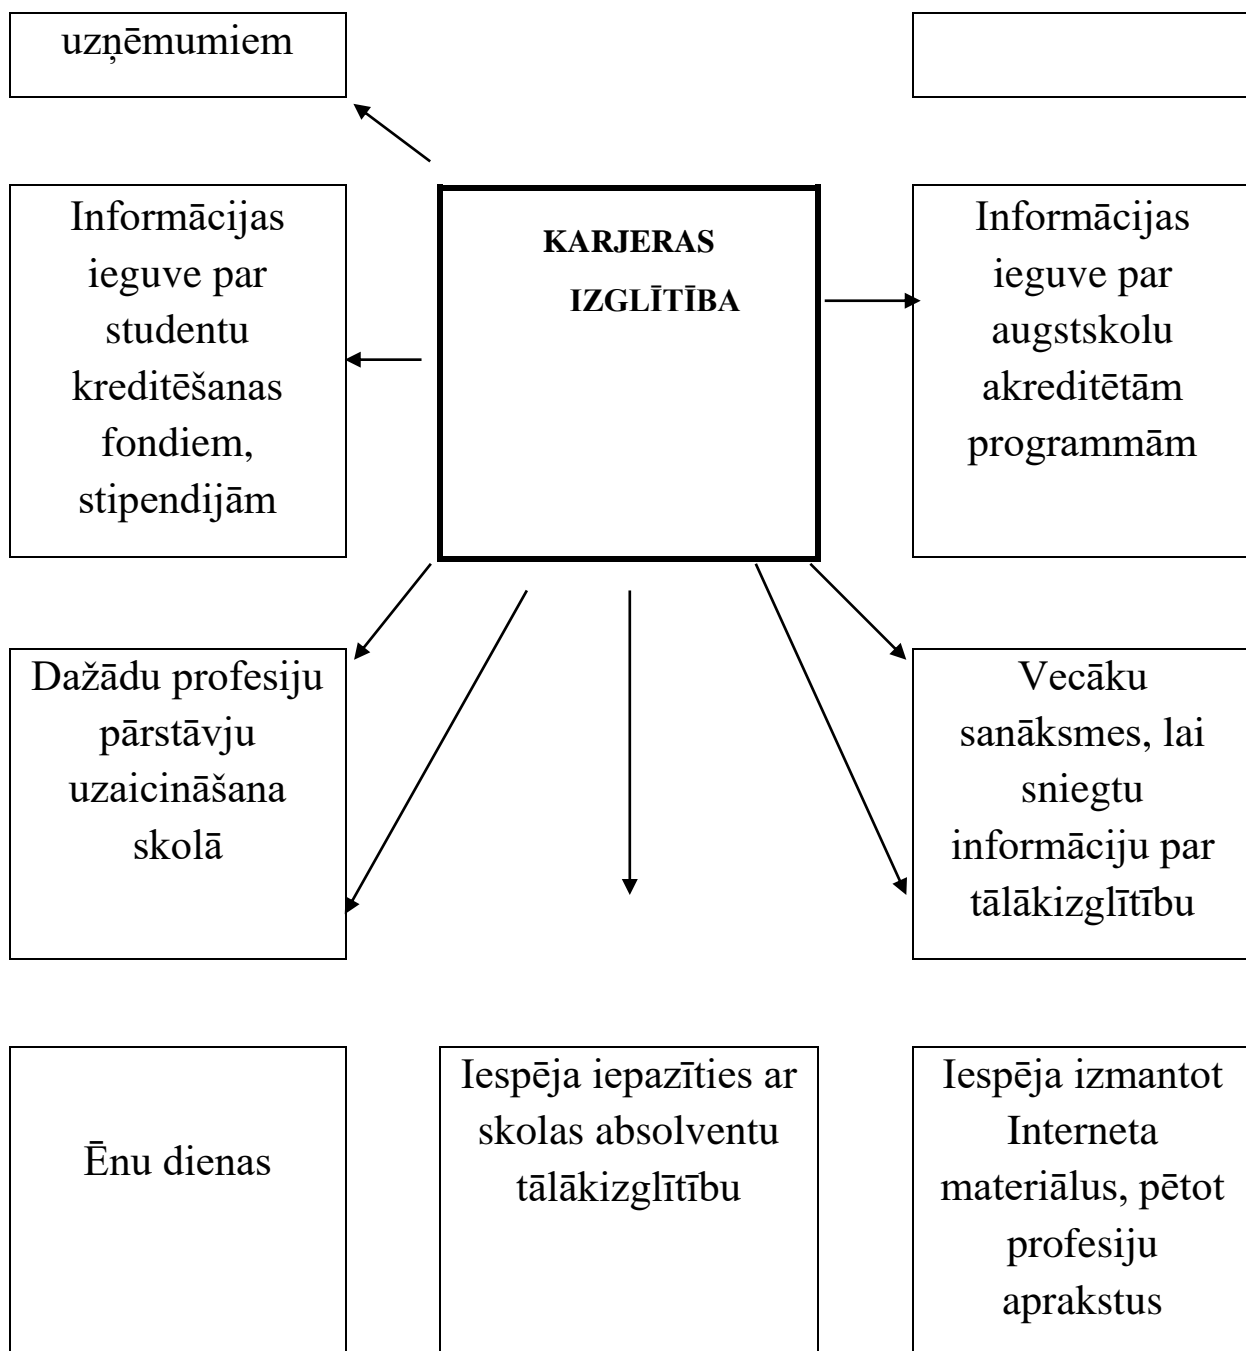 uzņēmumiem
Informācijas
ieguve par
studentu
kreditēšanas
fondiem,
stipendijām
KARJERAS
IZGLĪTĪBA
Informācijas
ieguve par
augstskolu
akreditētām
programmām
Dažādu profesiju
pārstāvju
uzaicināšana
skolā
Vecāku
sanāksmes, lai
sniegtu
informāciju par
tālākizglītību
Ēnu dienas
Iespēja iepazīties ar
skolas absolventu
tālākizglītību
Iespēja izmantot
Interneta
materiālus, pētot
profesiju
aprakstus